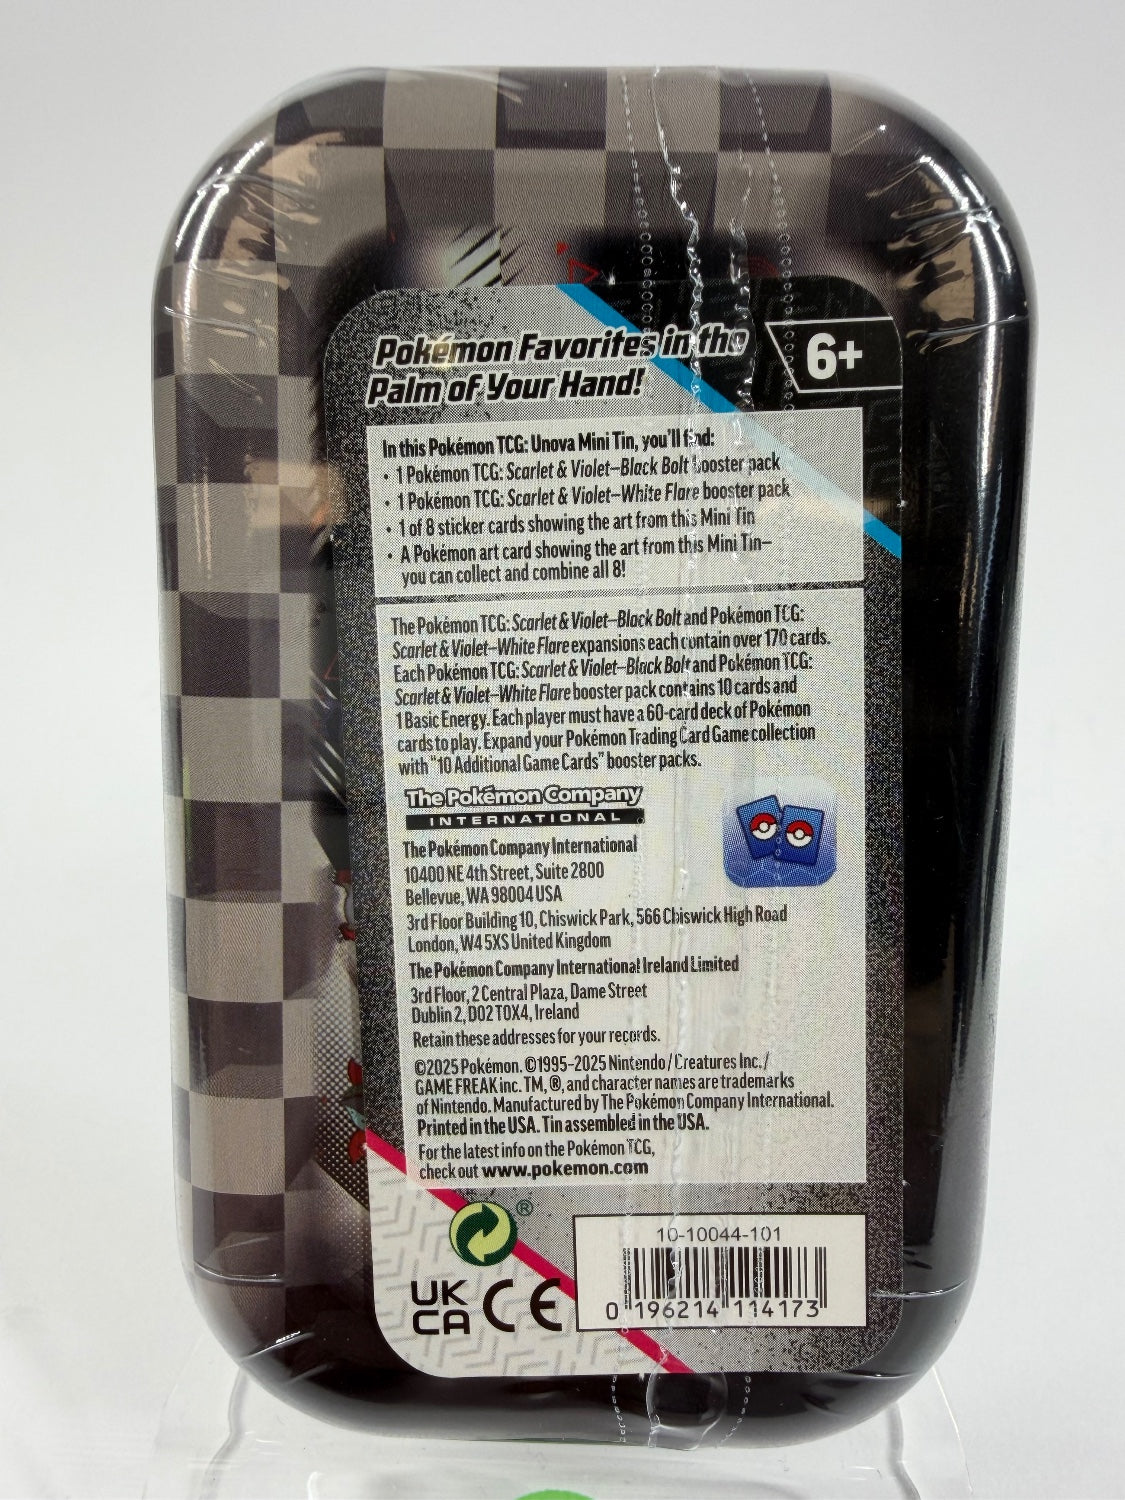 Pokémon Favorites in the
Palm of Your Hand!
6+
In this Pokémon TCG: Unova Mini Tin, you'll find:
• 1 Pokémon TCG: Scarlet & Violet—Black Bolt booster pack
• 1 Pokémon TCG: Scarlet & Violet—White Flare booster pack
• 1 of 8 sticker cards showing the art from this Mini Tin
• A Pokémon art card showing the art from this Mini Tin—
you can collect and combine all 8!
The Pokémon TCG: Scarlet & Violet—Black Bolt and Pokémon TCG:
Scarlet & Violet—White Flare expansions each contain over 170 cards.
Each Pokémon TCG: Scarlet & Violet—Black Bolt and Pokémon TCG:
Scarlet & Violet—White Flare booster pack contains 10 cards and
1 Basic Energy. Each player must have a 60-card deck of Pokémon
cards to play. Expand your Pokémon Trading Card Game collection
with "10 Additional Game Cards" booster packs.
The Pokémon Company
INTERNATIONAL
The Pokémon Company International
10400 NE 4th Street, Suite 2800
Bellevue, WA 98004 USA
3rd Floor Building 10, Chiswick Park, 566 Chiswick High Road
London, W4 5XS United Kingdom
The Pokémon Company International Ireland Limited
3rd Floor, 2 Central Plaza, Dame Street
Dublin 2, D02 T0X4, Ireland
Retain these addresses for your records.
©2025 Pokémon. ©1995–2025 Nintendo / Creatures Inc. /
GAME FREAK inc. TM, ®, and character names are trademarks
of Nintendo. Manufactured by The Pokémon Company International.
Printed in the USA. Tin assembled in the USA.
For the latest info on the Pokémon TCG,
check out www.pokemon.com
®
UK
CA CE
10-10044-101
0 196214 114173